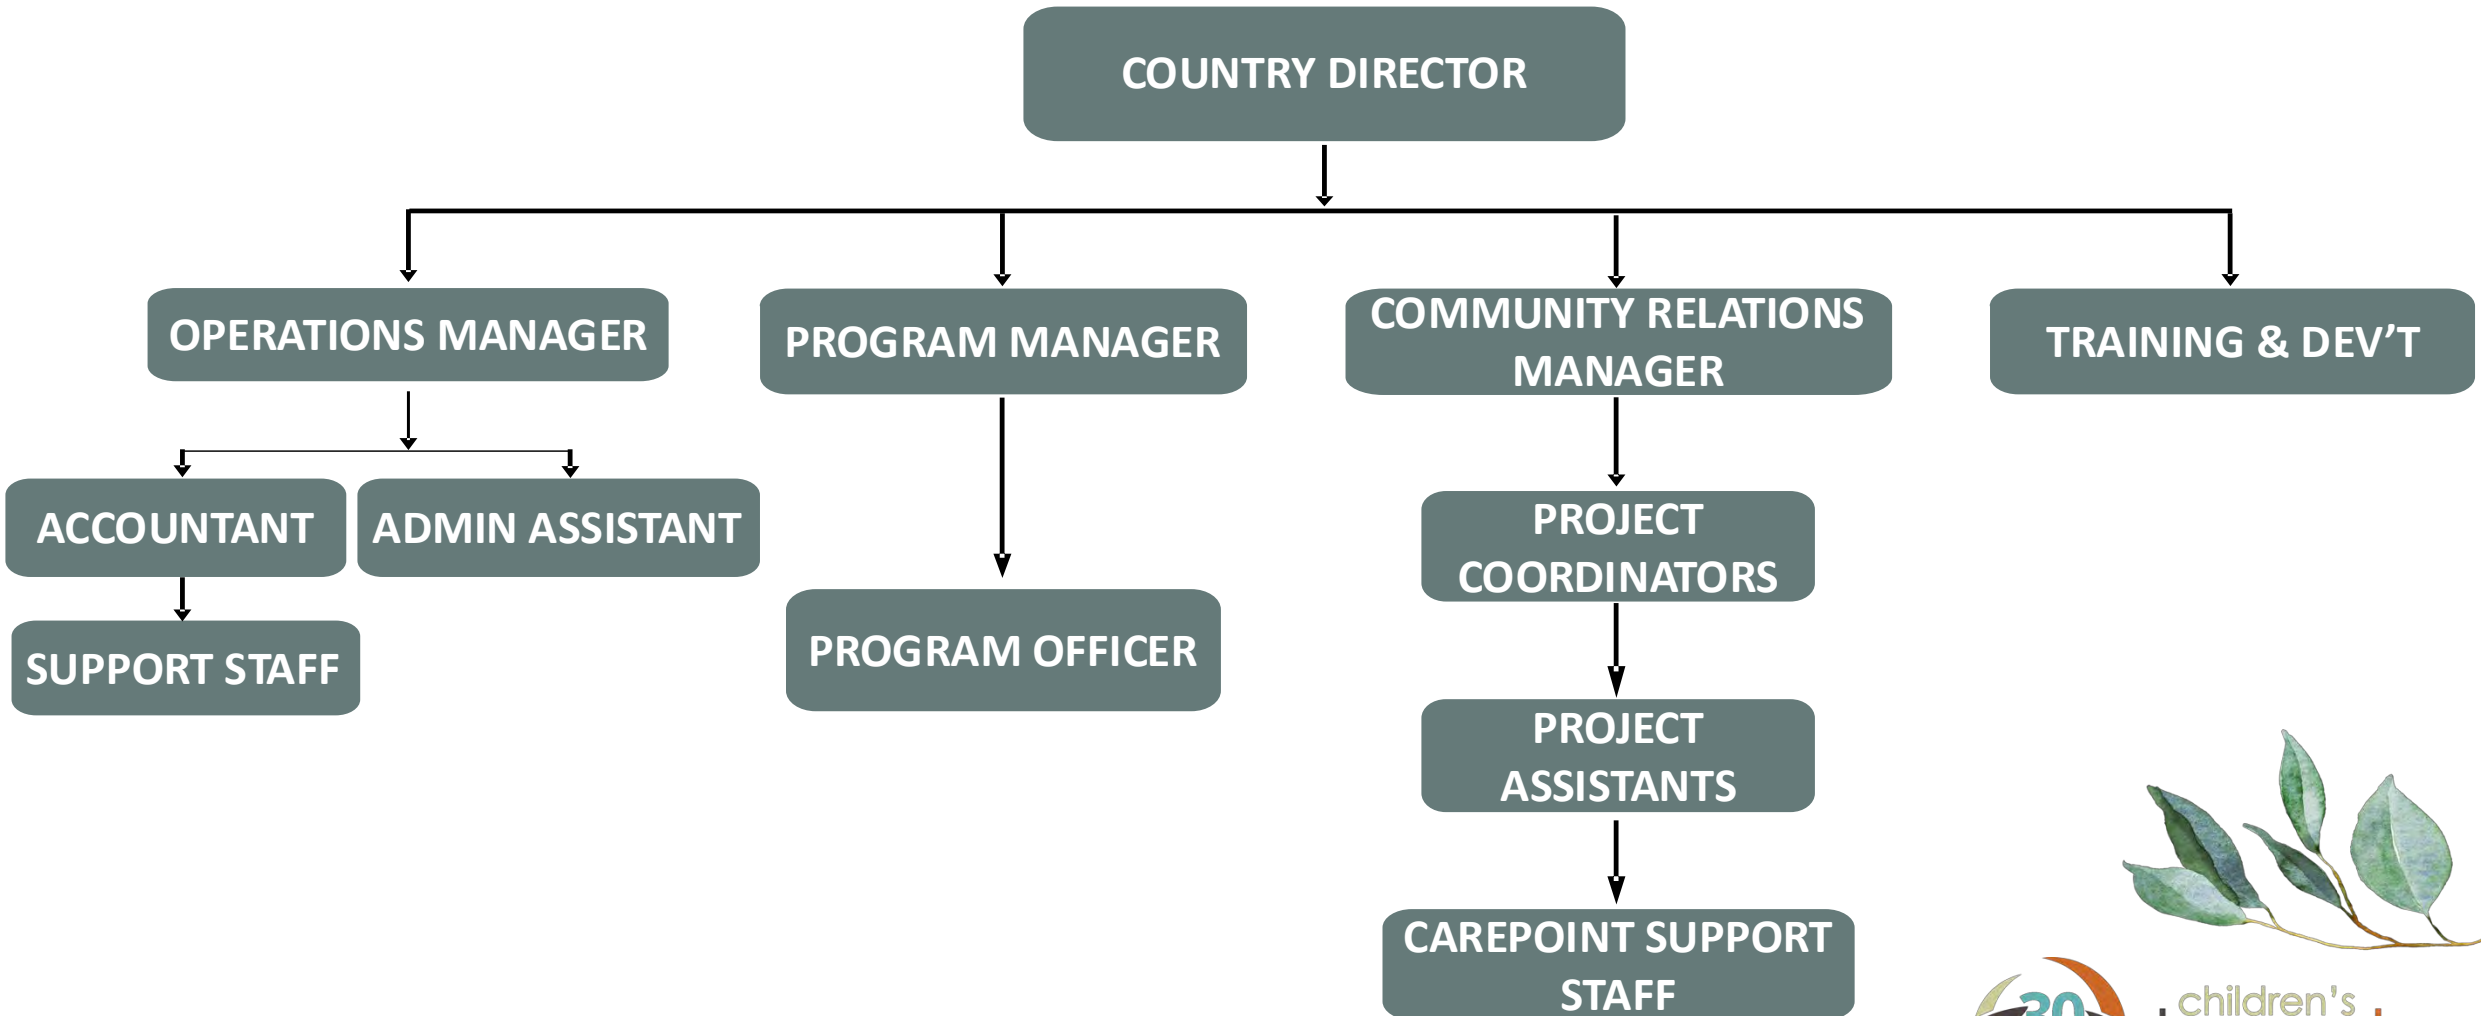 COUNTRY DIRECTOR
OPERATIONS MANAGER
PROGRAM MANAGER
COMMUNITY RELATIONS
MANAGER
TRAINING & DEV’T
ACCOUNTANT
ADMIN ASSISTANT
SUPPORT STAFF
PROGRAM OFFICER
PROJECT
COORDINATORS
PROJECT
ASSISTANTS
CAREPOINT SUPPORT
STAFF
30
children's